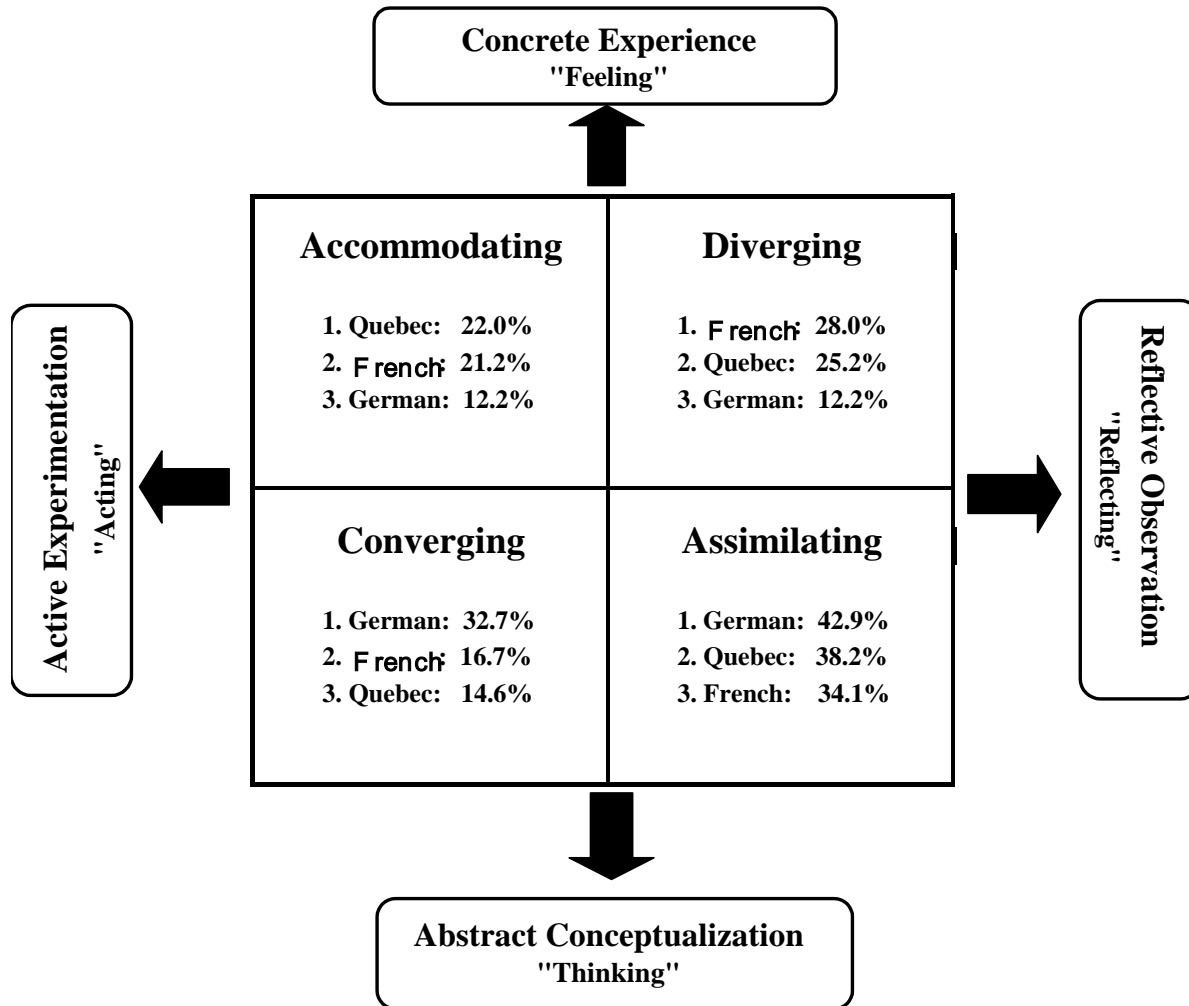 Concrete Experience
"Feeling"
Accommodating
1. Quebec: 22.0%
2. French: 21.2%
3. German: 12.2%
Diverging
1. French: 28.0%
2. Quebec: 25.2%
3. German: 12.2%
Active Experimentation
"Acting"
Reflective Observation
"Reflecting"
Converging
1. German: 32.7%
2. French: 16.7%
3. Quebec: 14.6%
Assimilating
1. German: 42.9%
2. Quebec: 38.2%
3. French: 34.1%
Abstract Conceptualization
"Thinking"